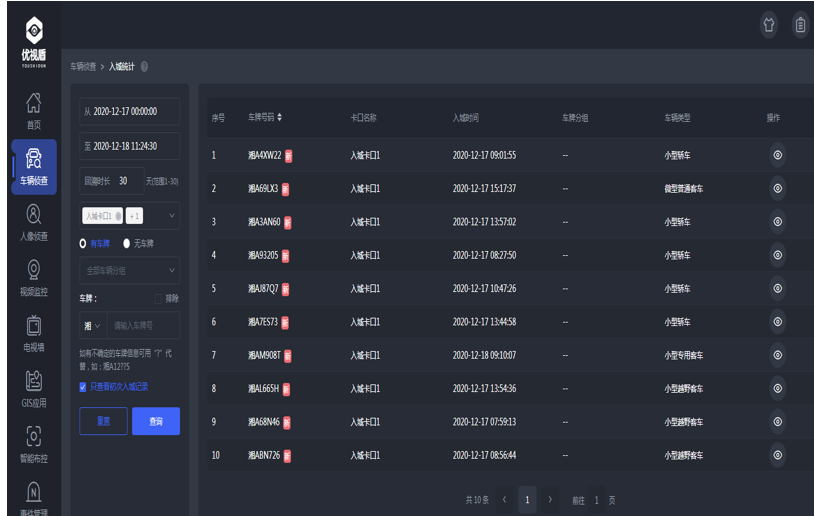 优视盾
YOUSHIDUN
首页
车辆侦查
人像侦查
视频监控
电视墙
GIS应用
智能布控
事件管理
车辆侦查 > 入城统计 ?
从 2020-12-17 00:00:00
至 2020-12-18 11:24:30
回溯时长 30 天(范围1-30)
入城卡口1 + 1
有车牌 无车牌
全部车辆分组
车牌： 排除
湘 请输入车牌号
如有不确定的车牌信息可用“?”代
替，如：湘A12??S
只查看初次入城记录
重置 查询
序号 车牌号码 卡口名称 入城时间 车牌分组 车辆类型 操作
1 湘A4XW22 新 入城卡口1 2020-12-17 09:01:55 -- 小型轿车
2 湘A69LX3 新 入城卡口1 2020-12-17 15:17:37 -- 微型普通客车
3 湘A3AN60 新 入城卡口1 2020-12-17 13:57:02 -- 小型轿车
4 湘A93205 新 入城卡口1 2020-12-17 08:27:50 -- 小型轿车
5 湘AJ87Q7 新 入城卡口1 2020-12-17 10:47:26 -- 小型轿车
6 湘A7ES73 新 入城卡口1 2020-12-17 13:44:58 -- 小型轿车
7 湘AM908T 新 入城卡口1 2020-12-18 09:10:07 -- 小型专用客车
8 湘AL665H 新 入城卡口1 2020-12-17 13:54:36 -- 小型越野客车
9 湘A68N46 新 入城卡口1 2020-12-17 07:59:13 -- 小型越野客车
10 湘ABN726 新 入城卡口1 2020-12-17 08:56:44 -- 小型越野客车
共 10 条 < 1 > 前往 1 页